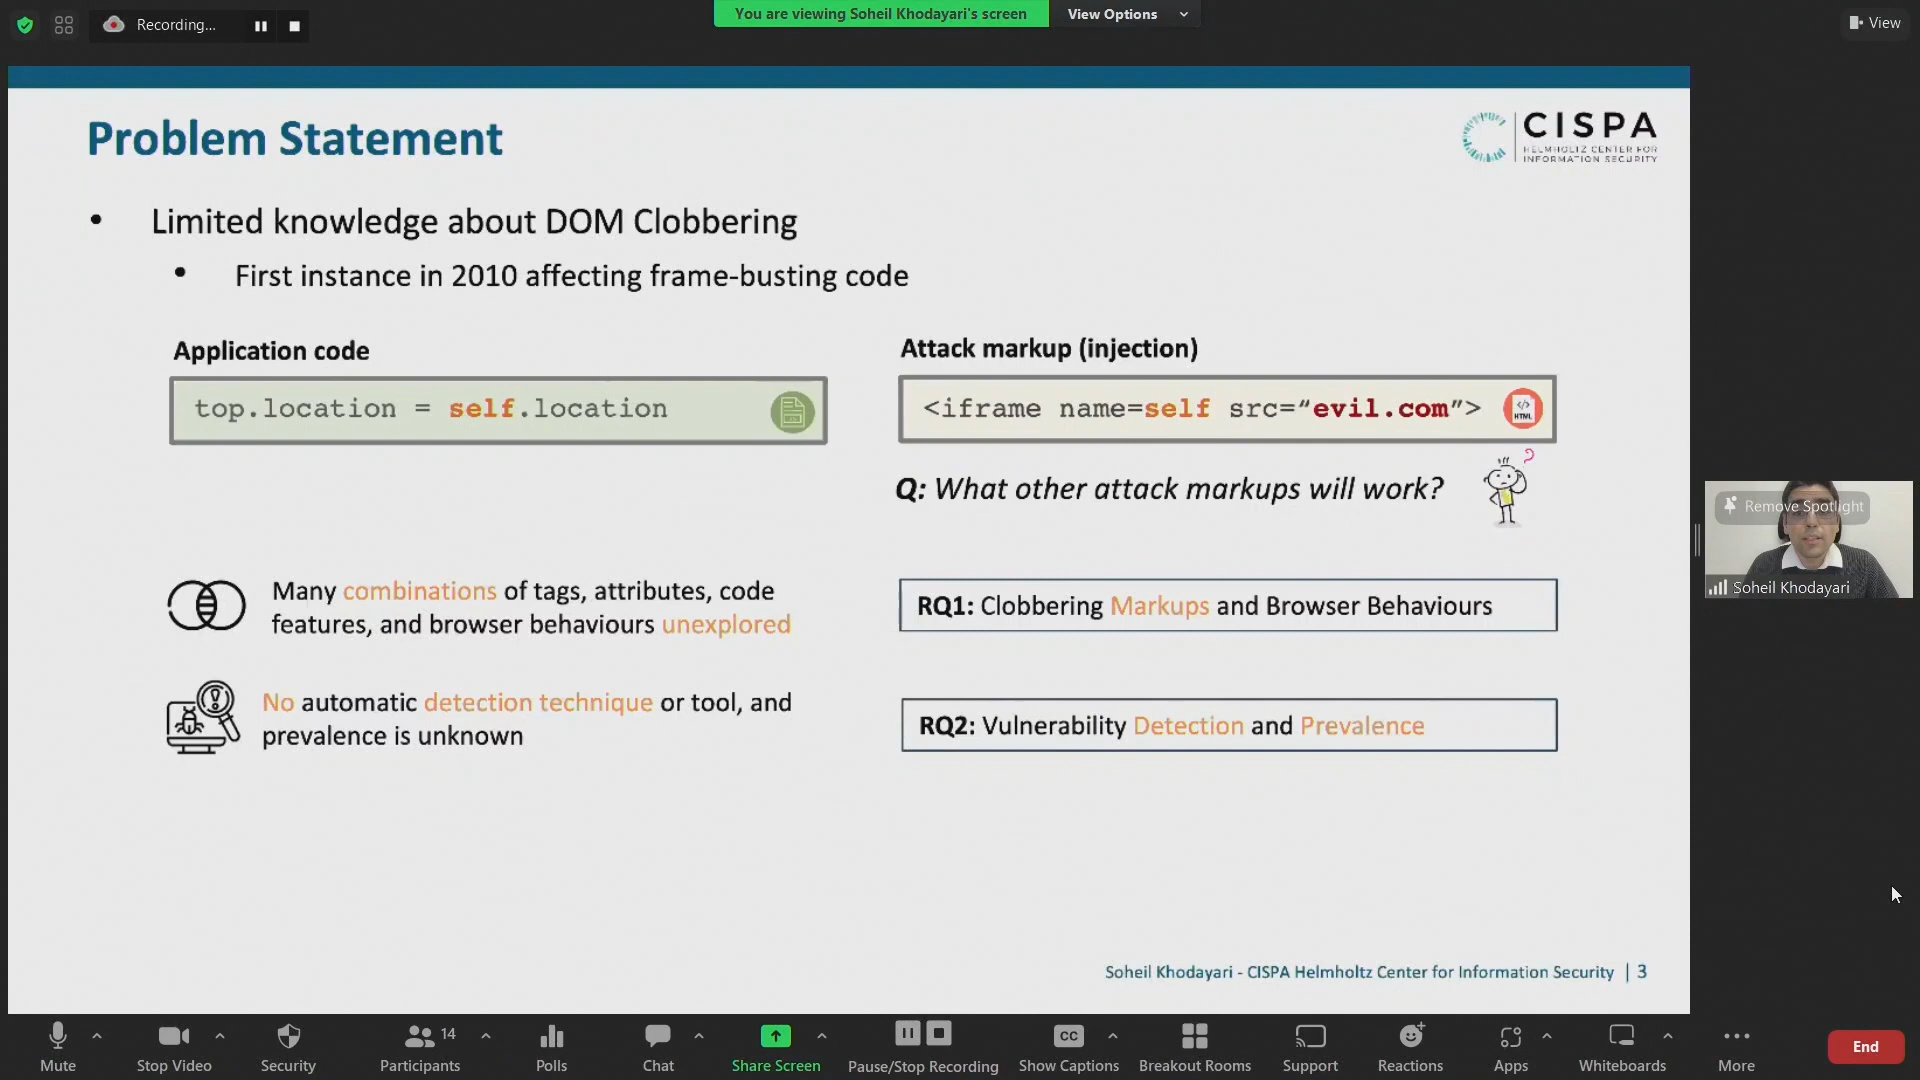 Recording...
You are viewing Soheil Khodayari's screen
View Options
View
Problem Statement
CISPA
HELMHOLTZ CENTER FOR
INFORMATION SECURITY
• Limited knowledge about DOM Clobbering
• First instance in 2010 affecting frame-busting code
Application code
top.location = self.location
Attack markup (injection)
<iframe name=self src=“evil.com”>
HTML
Q: What other attack markups will work?
Many combinations of tags, attributes, code
features, and browser behaviours unexplored
RQ1: Clobbering Markups and Browser Behaviours
No automatic detection technique or tool, and
prevalence is unknown
RQ2: Vulnerability Detection and Prevalence
Remove Spotlight
Soheil Khodayari
Soheil Khodayari - CISPA Helmholtz Center for Information Security | 3
Mute
Stop Video
Security
Participants 14
Polls
Chat
Share Screen
Pause/Stop Recording
CC
Show Captions
Breakout Rooms
Support
Reactions
Apps
Whiteboards
More
End